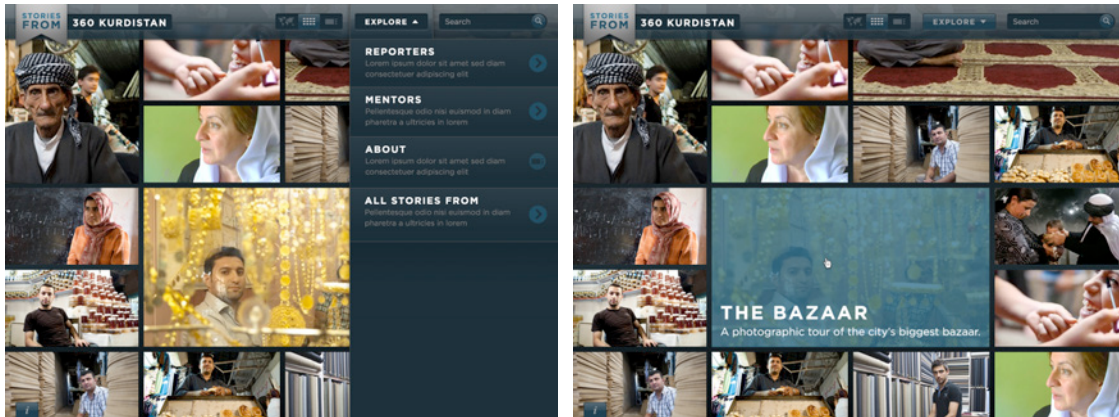 STORIES
FROM
360 KURDISTAN
EXPLORE
Search
REPORTERS
Lorem ipsum dolor sit amet sed diam
consectetuer adipiscing elit
MENTORS
Pellentesque odio nisi euismod in diam
pharetra a ultricies in lorem
ABOUT
Lorem ipsum dolor sit amet sed diam
consectetuer adipiscing elit
ALL STORIES FROM
Pellentesque odio nisi euismod in diam
pharetra a ultricies in lorem
f
STORIES
FROM
360 KURDISTAN
EXPLORE
Search
THE BAZAAR
A photographic tour of the city's biggest bazaar.
f